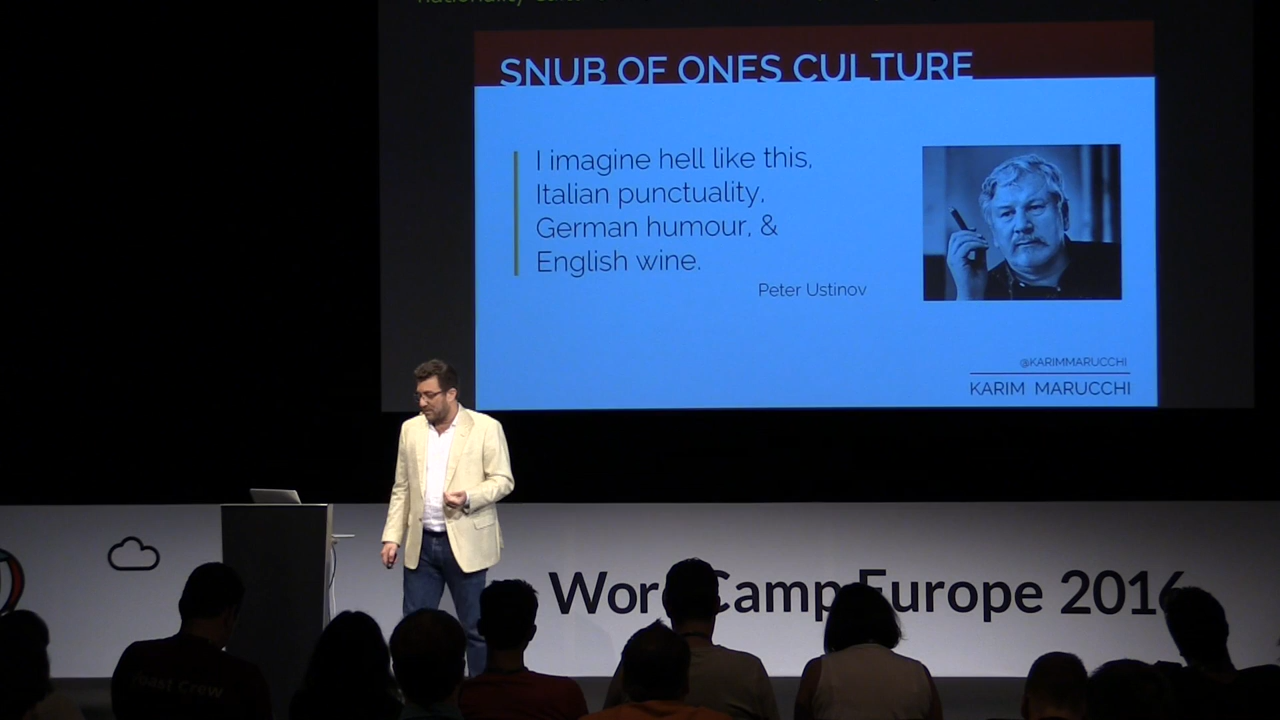 SNUB OF ONES CULTURE
I imagine hell like this,
Italian punctuality,
German humour, &
English wine.
Peter Ustinov
@KARIMMARUCCHI
KARIM MARUCCHI
WordCamp Europe 2016
Crew